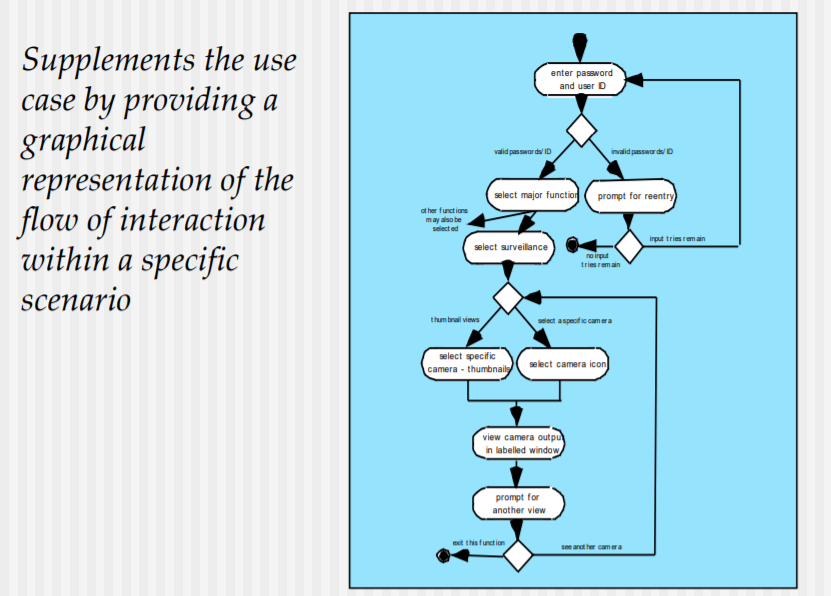 Supplements the use
case by providing a
graphical
representation of the
flow of interaction
within a specific
scenario
enter password
and user ID
valid passwords/ID
invalid passwords/ID
select major function
prompt for reentry
other functions
may also be
selected
input tries remain
select surveillance
no input
tries remain
thumbnail views
select a specific camera
select specific
camera - thumbnails
select camera icon
view camera output
in labelled window
prompt for
another view
exit this function
see another camera